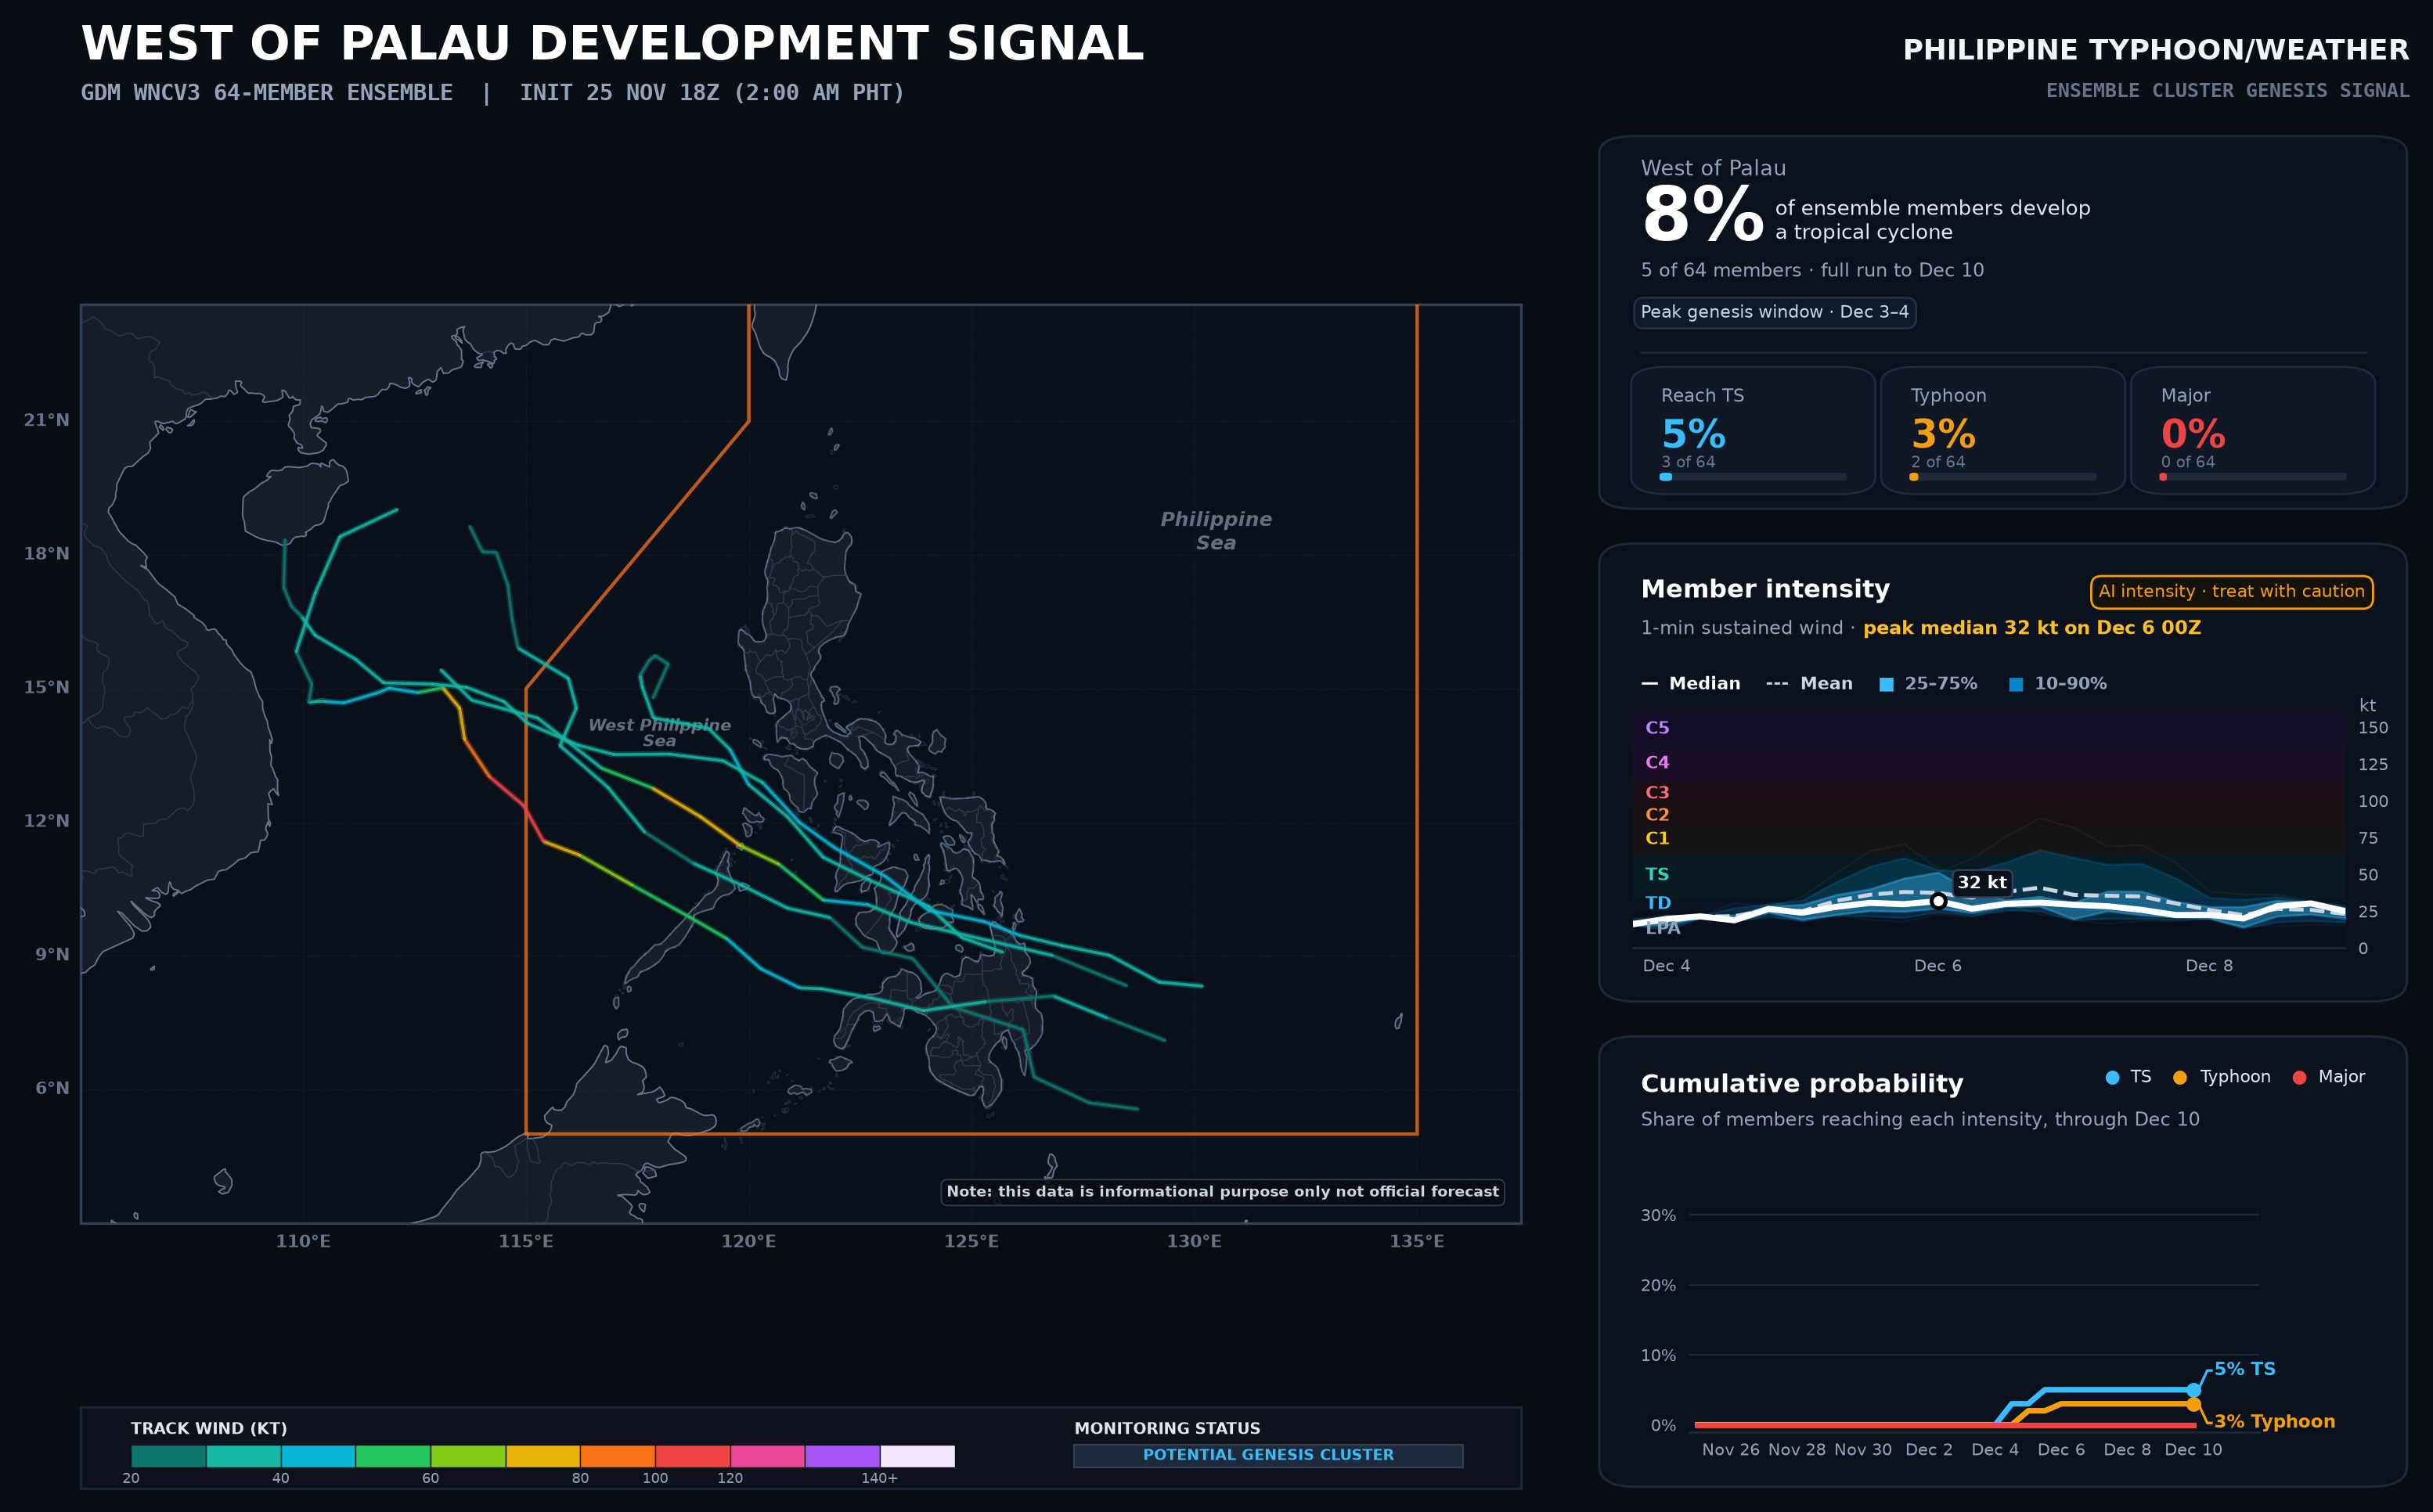 WEST OF PALAU DEVELOPMENT SIGNAL
GDM WNCV3 64-MEMBER ENSEMBLE | INIT 25 NOV 18Z (2:00 AM PHT)
PHILIPPINE TYPHOON/WEATHER
ENSEMBLE CLUSTER GENESIS SIGNAL
21°N
18°N
15°N
12°N
9°N
6°N
110°E
115°E
120°E
125°E
130°E
135°E
Philippine
Sea
West Philippine
Sea
Note: this data is informational purpose only not official forecast
TRACK WIND (KT)
20
40
60
80
100
120
140+
MONITORING STATUS
POTENTIAL GENESIS CLUSTER
West of Palau
8%
of ensemble members develop
a tropical cyclone
5 of 64 members · full run to Dec 10
Peak genesis window · Dec 3–4
Reach TS
5%
3 of 64
Typhoon
3%
2 of 64
Major
0%
0 of 64
Member intensity
AI intensity · treat with caution
1-min sustained wind · peak median 32 kt on Dec 6 00Z
Median
Mean
25–75%
10–90%
kt
C5
C4
C3
C2
C1
TS
TD
LPA
150
125
100
75
50
25
0
32 kt
Dec 4
Dec 6
Dec 8
Cumulative probability
TS
Typhoon
Major
Share of members reaching each intensity, through Dec 10
30%
20%
10%
0%
5% TS
3% Typhoon
Nov 26
Nov 28
Nov 30
Dec 2
Dec 4
Dec 6
Dec 8
Dec 10